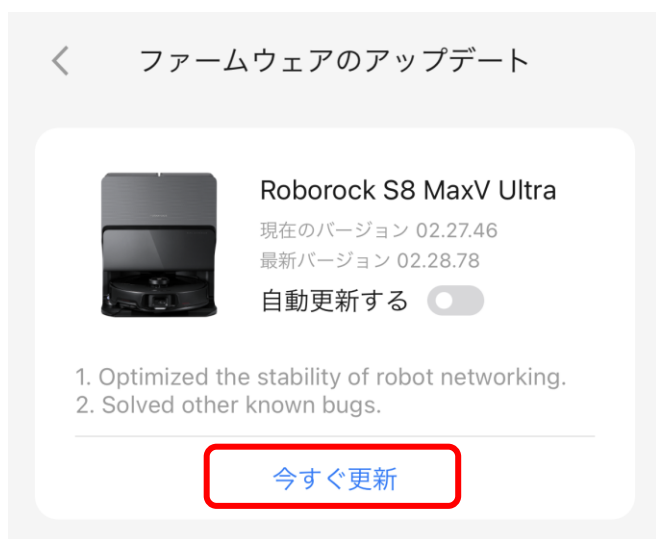 ファームウェアのアップデート
Roborock S8 MaxV Ultra
現在のバージョン 02.27.46
最新バージョン 02.28.78
自動更新する
1. Optimized the stability of robot networking.
2. Solved other known bugs.
今すぐ更新